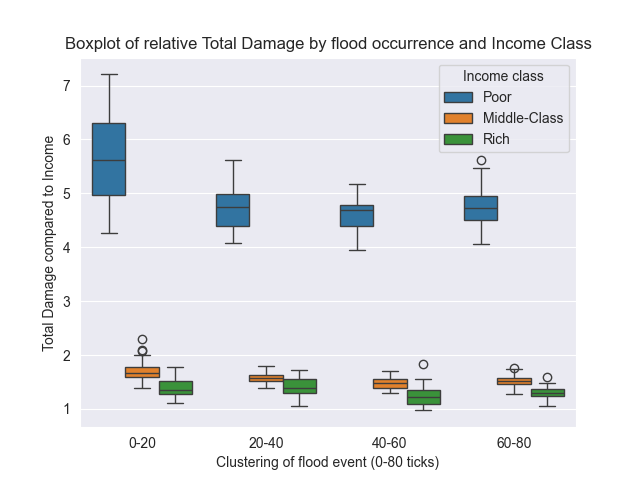 Boxplot of relative Total Damage by flood occurrence and Income Class
Income class
Poor
Middle-Class
Rich
Total Damage compared to Income
7
6
5
4
3
2
1
0-20
20-40
40-60
60-80
Clustering of flood event (0-80 ticks)